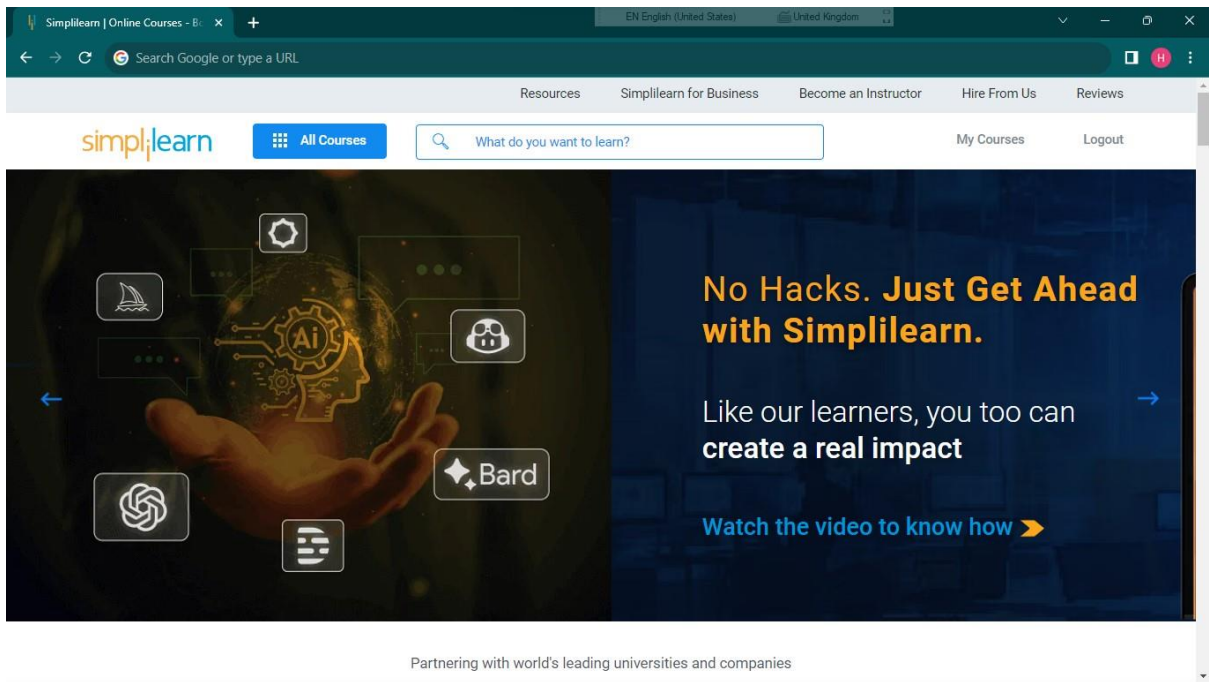 Simplilearn | Online Courses - Bo
EN English (United States)
United Kingdom
Search Google or type a URL
H
Resources
Simplilearn for Business
Become an Instructor
Hire From Us
Reviews
simplilearn
All Courses
What do you want to learn?
My Courses
Logout
Ai
Bard
No Hacks. Just Get Ahead
with Simplilearn.
Like our learners, you too can
create a real impact
Watch the video to know how
Partnering with world's leading universities and companies